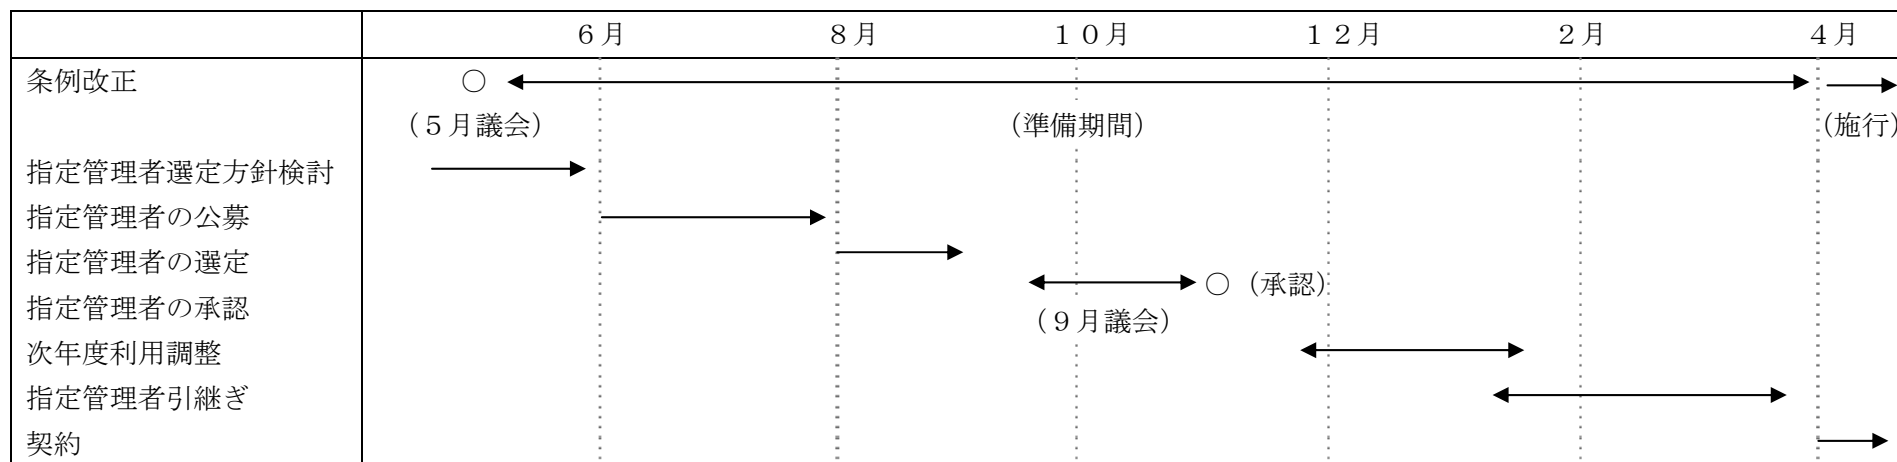 ６月 ８月 １０月 １２月 ２月 ４月
条例改正 ○
（５月議会） （準備期間） （施行）
指定管理者選定方針検討
指定管理者の公募
指定管理者の選定
○（承認）
指定管理者の承認
（９月議会）
次年度利用調整
指定管理者引継ぎ
契約